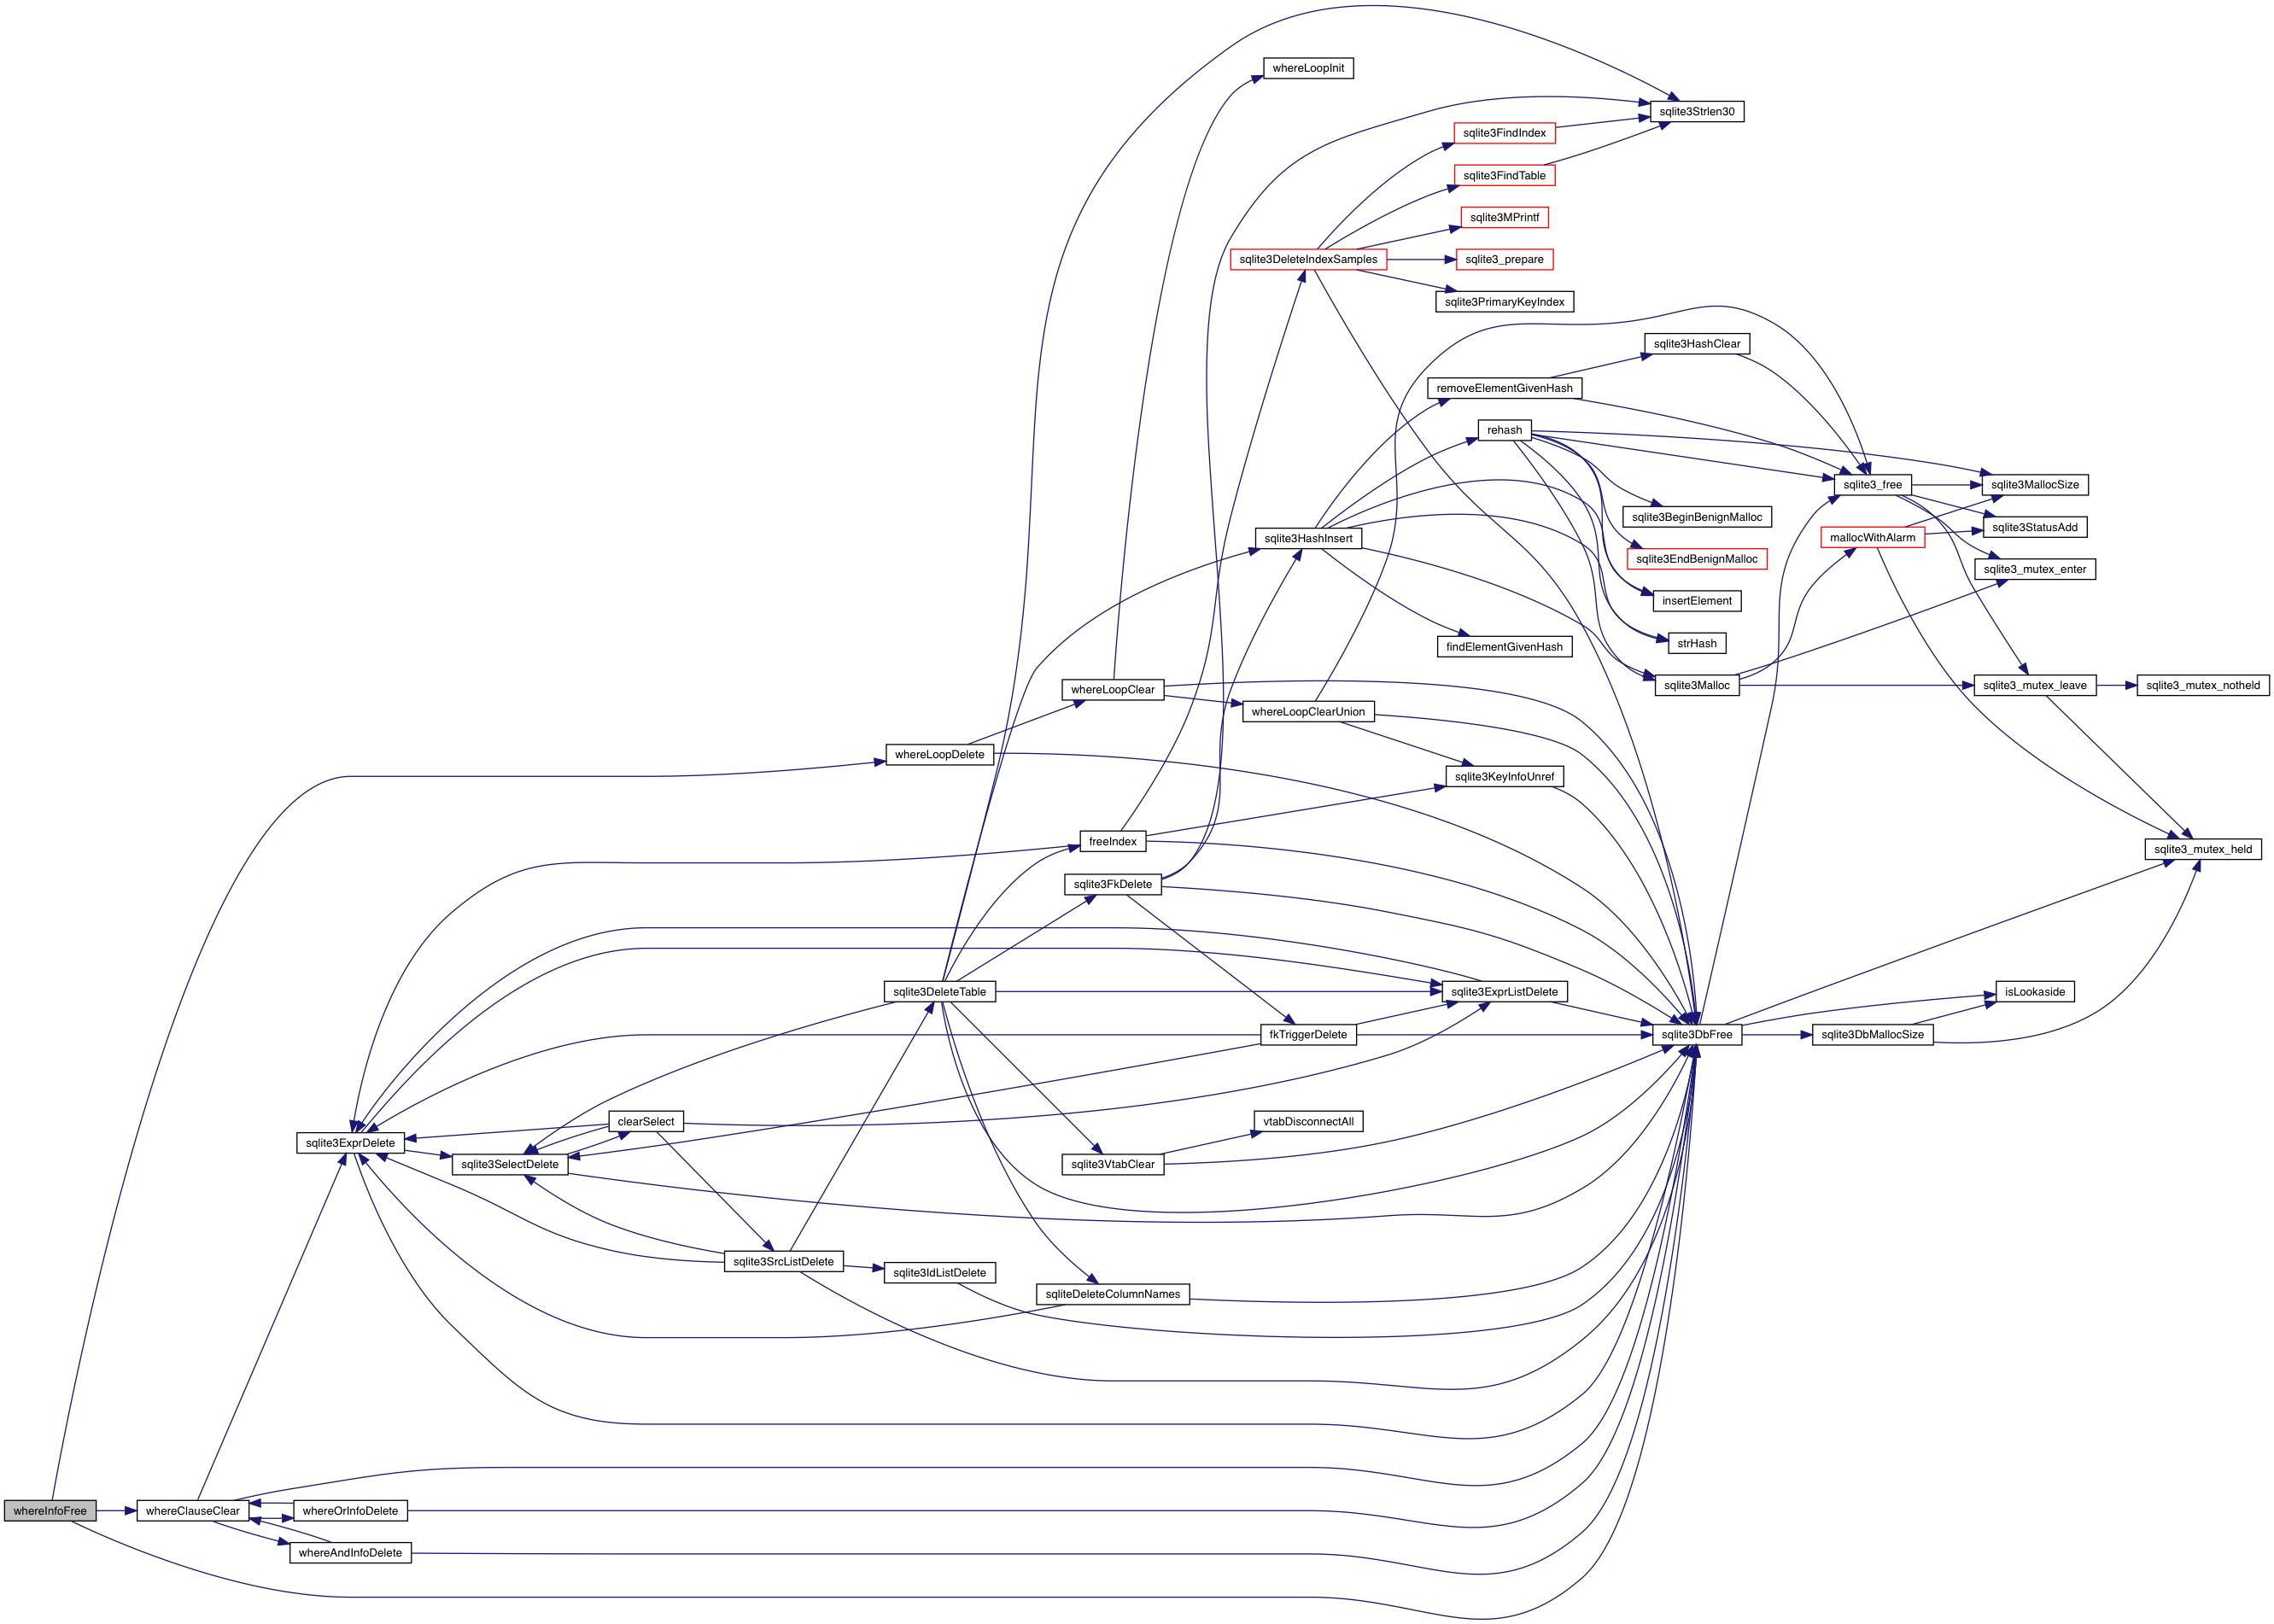 whereLoopInit
sqlite3Strlen30
sqlite3FindIndex
sqlite3FindTable
sqlite3MPrintf
sqlite3DeleteIndexSamples
sqlite3_prepare
sqlite3PrimaryKeyIndex
sqlite3HashClear
removeElementGivenHash
rehash
sqlite3_free
sqlite3MallocSize
sqlite3BeginBenignMalloc
sqlite3StatusAdd
sqlite3HashInsert
mallocWithAlarm
sqlite3EndBenignMalloc
sqlite3_mutex_enter
insertElement
findElementGivenHash
strHash
whereLoopClear
sqlite3Malloc
sqlite3_mutex_leave
sqlite3_mutex_notheld
whereLoopClearUnion
whereLoopDelete
sqlite3KeyInfoUnref
freeIndex
sqlite3_mutex_held
sqlite3FkDelete
sqlite3DeleteTable
sqlite3ExprListDelete
isLookaside
fkTriggerDelete
sqlite3DbFree
sqlite3DbMallocSize
clearSelect
vtabDisconnectAll
sqlite3ExprDelete
sqlite3SelectDelete
sqlite3VtabClear
sqlite3SrcListDelete
sqlite3IdListDelete
sqliteDeleteColumnNames
whereInfoFree
whereClauseClear
whereOrInfoDelete
whereAndInfoDelete